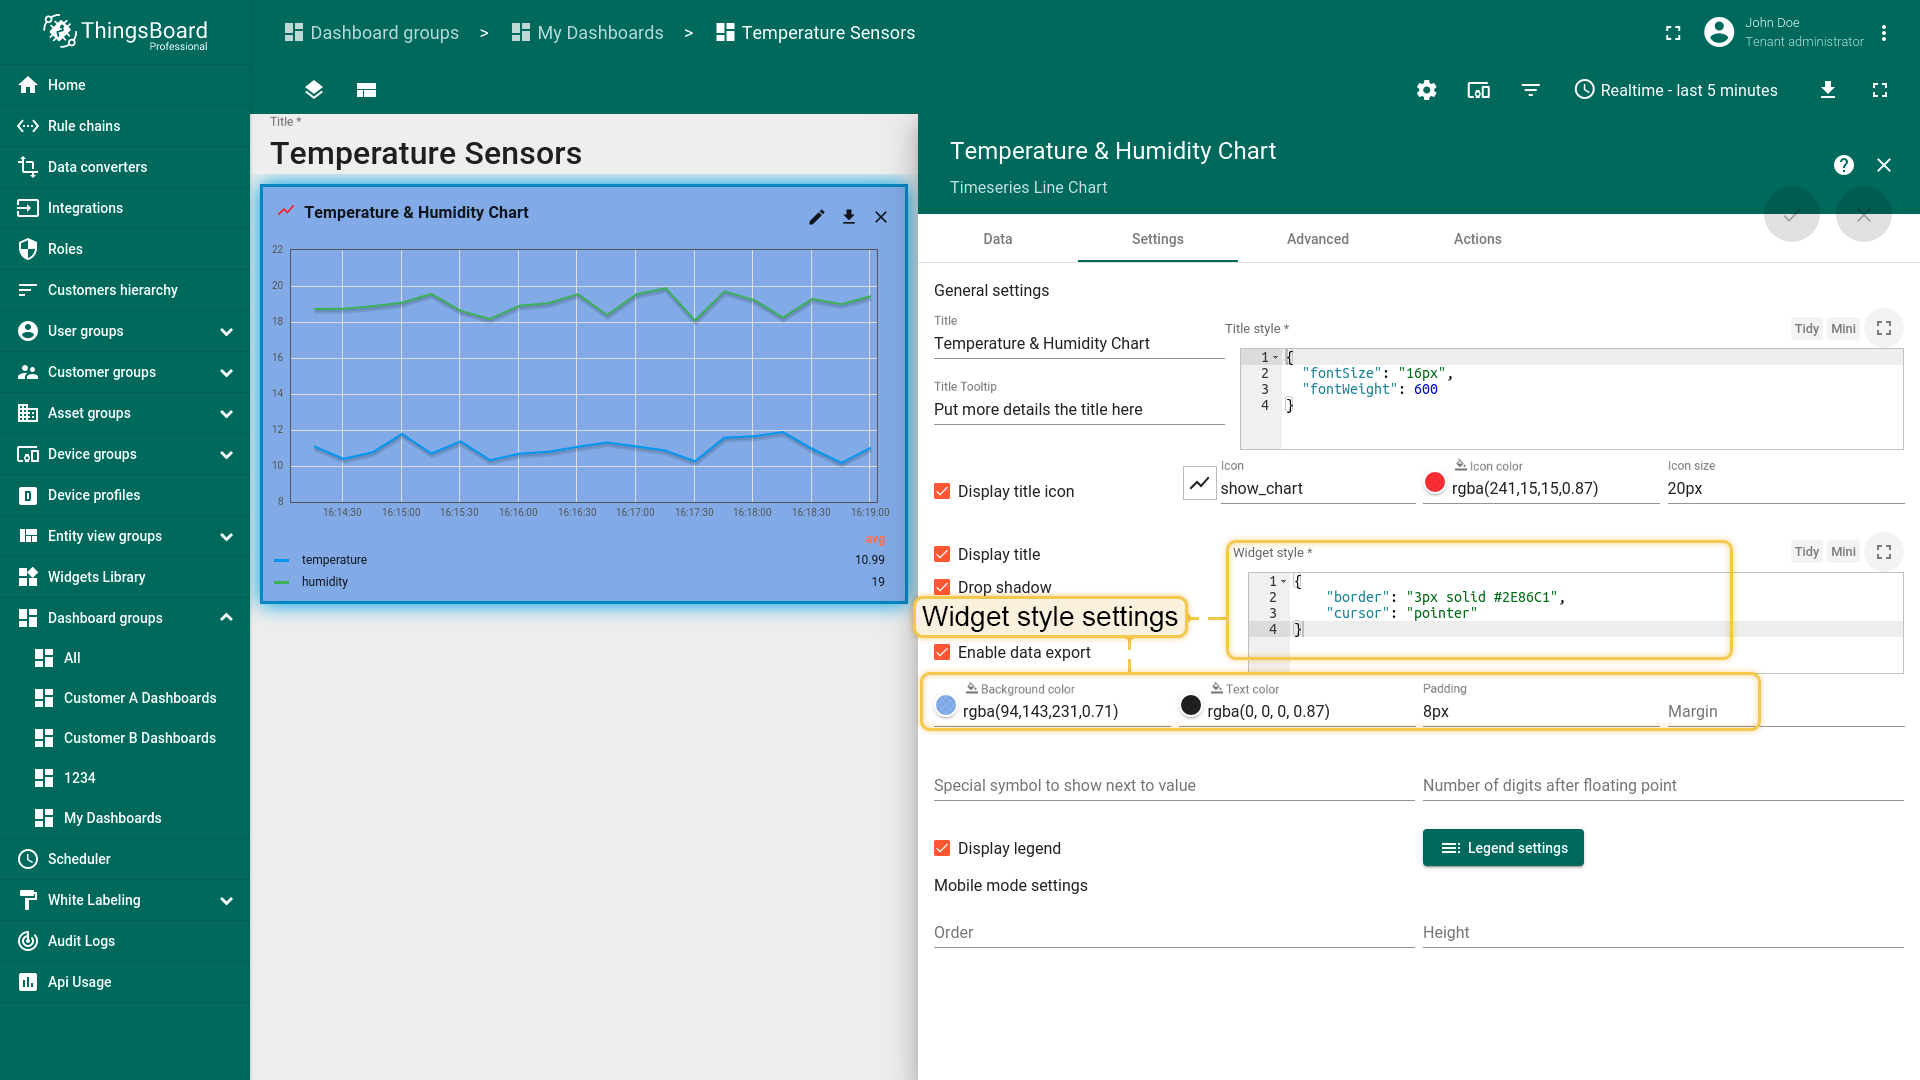 ThingsBoard
Professional
Dashboard groups > My Dashboards > Temperature Sensors
John Doe
Tenant administrator
Realtime - last 5 minutes
Home
Rule chains
Data converters
Integrations
Roles
Customers hierarchy
User groups
Customer groups
Asset groups
Device groups
Device profiles
Entity view groups
Widgets Library
Dashboard groups
All
Customer A Dashboards
Customer B Dashboards
1234
My Dashboards
Scheduler
White Labeling
Audit Logs
Api Usage
Title *
Temperature Sensors
Temperature & Humidity Chart
22
20
18
16
14
12
10
8
16:14:30 16:15:00 16:15:30 16:16:00 16:16:30 16:17:00 16:17:30 16:18:00 16:18:30 16:19:00
avg
temperature 10.99
humidity 19
Temperature & Humidity Chart
Timeseries Line Chart
Data Settings Advanced Actions
General settings
Title
Temperature & Humidity Chart
Title Tooltip
Put more details the title here
Title style *
Tidy Mini
1 {
2 "fontSize": "16px",
3 "fontWeight": 600
4 }
Display title icon
Icon
show_chart
Icon color
rgba(241,15,15,0.87)
Icon size
20px
Display title
Drop shadow
Widget style settings
Enable data export
Widget style *
Tidy Mini
1 {
2 "border": "3px solid #2E86C1",
3 "cursor": "pointer"
4 }
Background color
rgba(94,143,231,0.71)
Text color
rgba(0, 0, 0, 0.87)
Padding
8px
Margin
Special symbol to show next to value
Number of digits after floating point
Display legend
Legend settings
Mobile mode settings
Order
Height